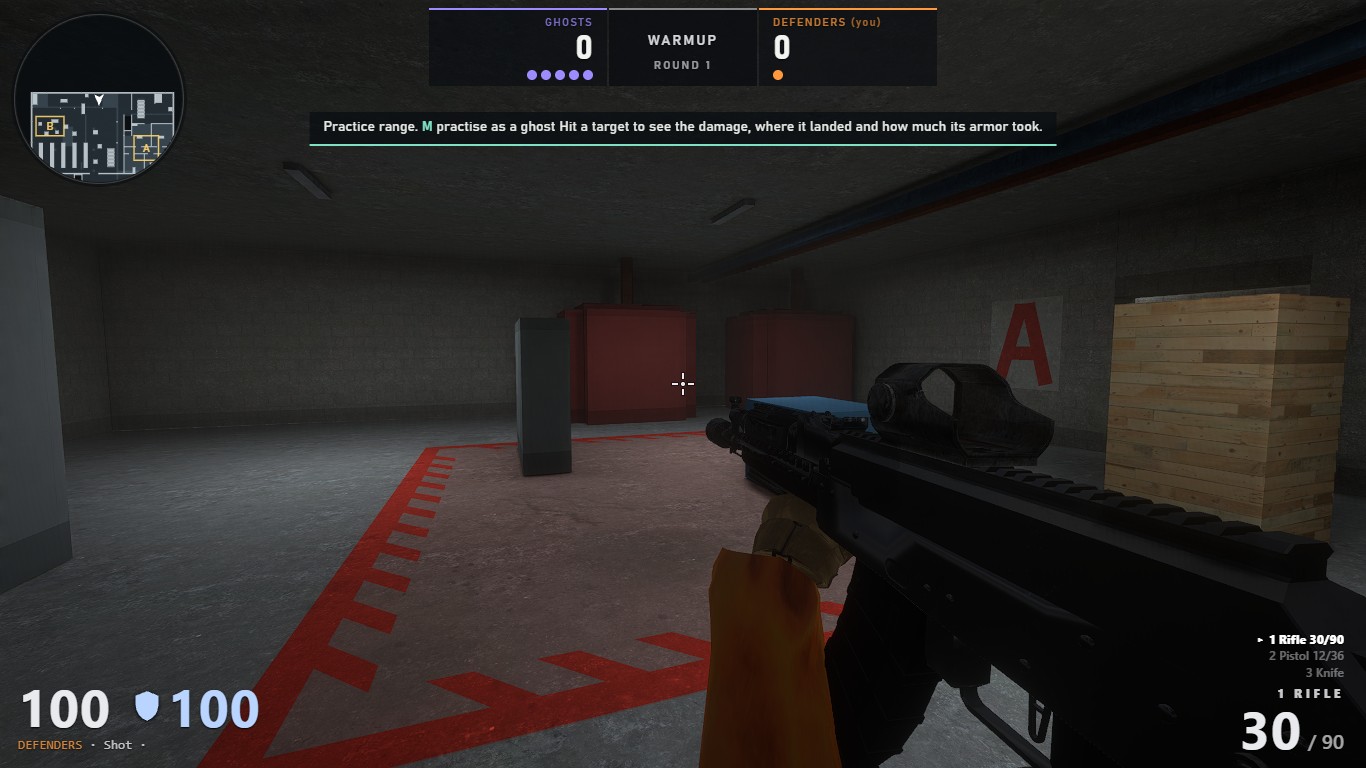 GHOSTS
0
WARMUP
ROUND 1
DEFENDERS (you)
0
B
A
Practice range. M practise as a ghost Hit a target to see the damage, where it landed and how much its armor took.
A
1 Rifle 30/90
2 Pistol 12/36
3 Knife
1 RIFLE
30 / 90
100 100
DEFENDERS · Shot ·